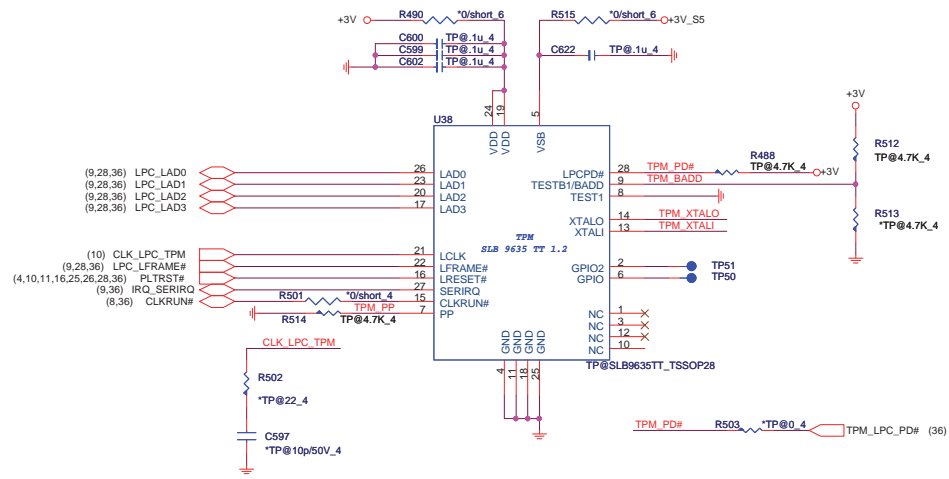 +3V R490 *0/short_6 R515 *0/short_6 +3V_S5
C600 TP@.1u_4
C599 TP@.1u_4
C602 TP@.1u_4
C622 TP@.1u_4
+3V
24 19 5
U38
VDD VDD VSB
R512
TP@4.7K_4
R488
TP@4.7K_4
+3V
(9,28,36) LPC_LAD0 26 LAD0
(9,28,36) LPC_LAD1 23 LAD1
(9,28,36) LPC_LAD2 20 LAD2
(9,28,36) LPC_LAD3 17 LAD3
LPCPD# 28 TPM_PD#
TESTB1/BADD 9 TPM_BADD
TEST1 8
R513
*TP@4.7K_4
XTALO 14 TPM_XTALO
XTALI 13 TPM_XTALI
TPM
SLB 9635 TT 1.2
(10) CLK_LPC_TPM 21 LCLK
(9,28,36) LPC_LFRAME# 22 LFRAME#
(4,10,11,16,25,26,28,36) PLTRST# 16 LRESET#
(9,36) IRQ_SERIRQ 27 SERIRQ
(8,36) CLKRUN# R501 *0/short_4 15 CLKRUN#
TPM_PP 7 PP
R514 TP@4.7K_4
GPIO2 2 TP51
GPIO 6 TP50
NC 1
NC 3
NC 12
NC 10
GND GND GND GND
4 11 18 25
TP@SLB9635TT_TSSOP28
CLK_LPC_TPM
R502
*TP@22_4
C597
*TP@10p/50V_4
TPM_PD# R503 *TP@0_4 TPM_LPC_PD# (36)